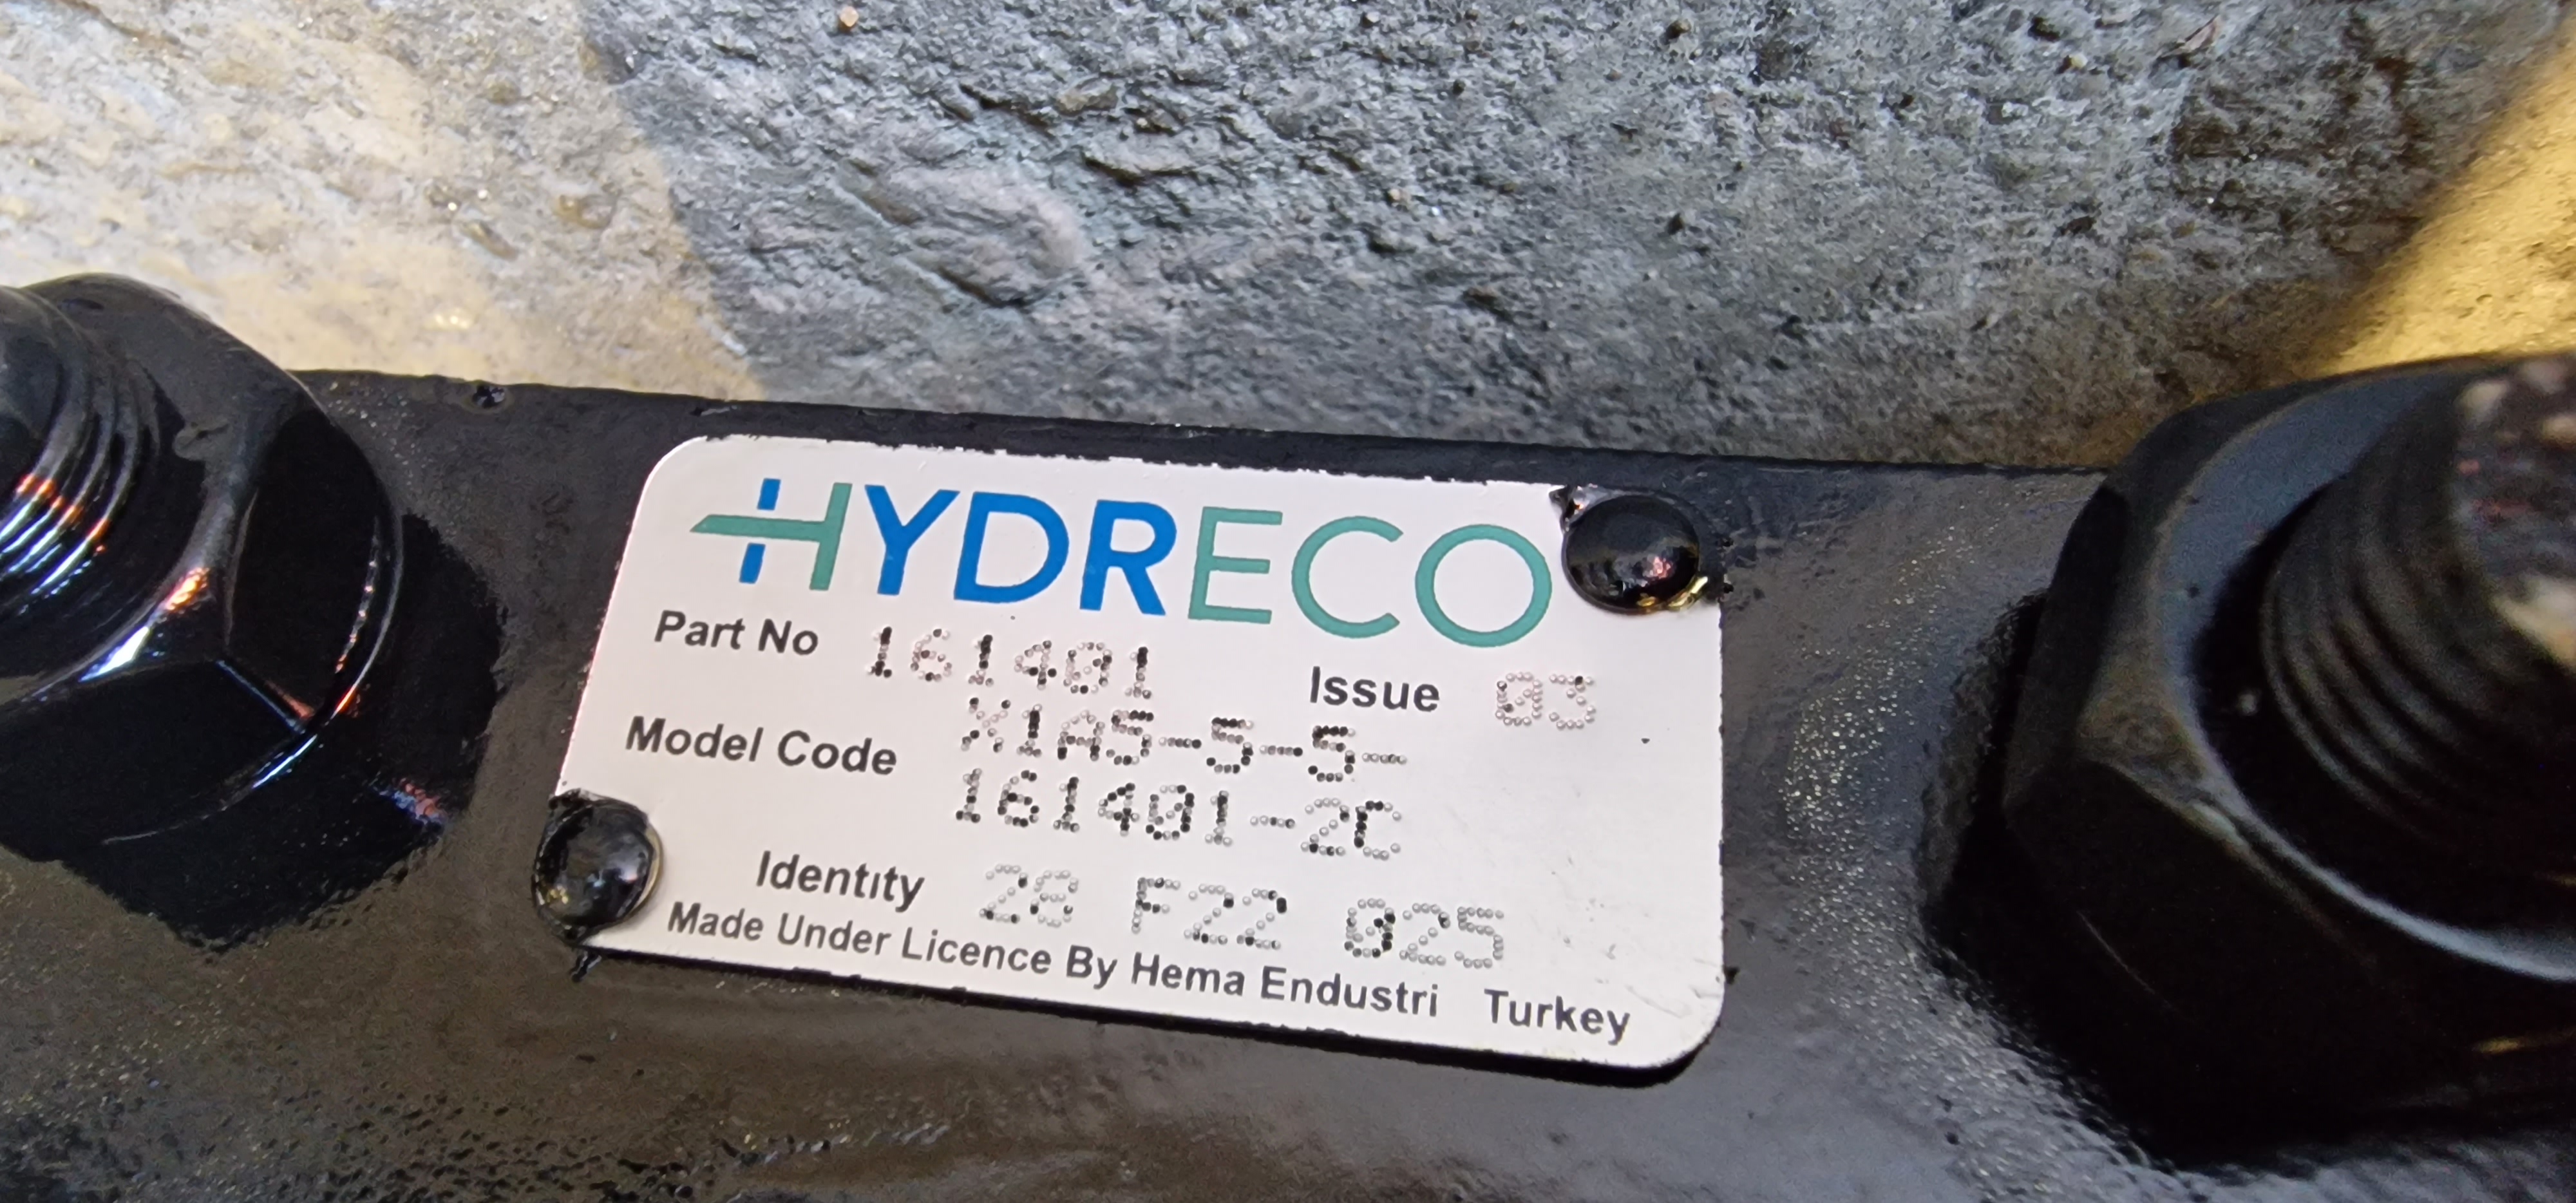 HYDRECO
Part No 161401 Issue 03
Model Code X1A5-5-5-
161401-2C
Identity 28 F22 025
Made Under Licence By Hema Endustri Turkey